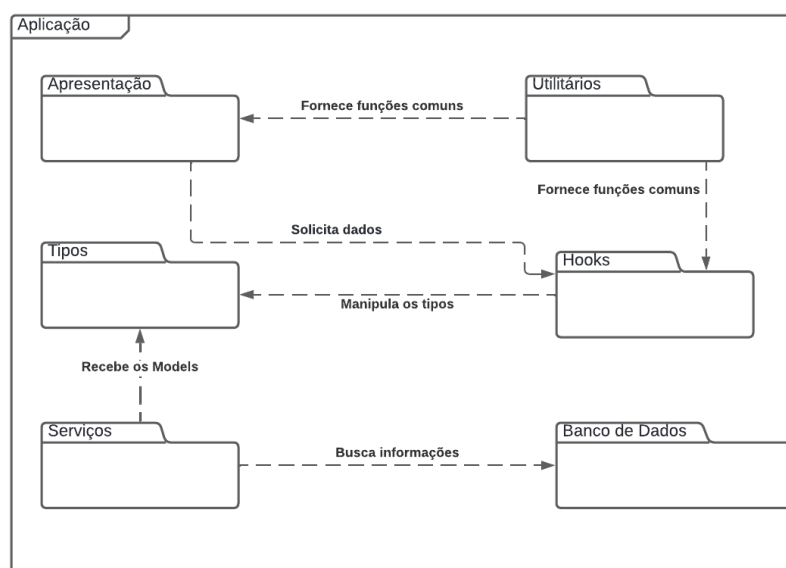 Aplicação
Apresentação
Utilitários
Fornece funções comuns
Fornece funções comuns
Solicita dados
Tipos
Hooks
Manipula os tipos
Recebe os Models
Serviços
Banco de Dados
Busca informações